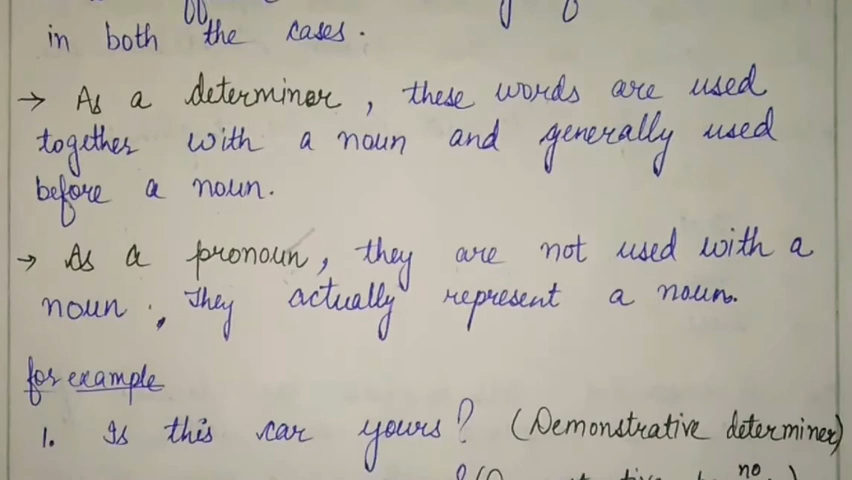 in both the cases.
→ As a determiner, these words are used
together with a noun and generally used
before a noun.
→ As a pronoun, they are not used with a
noun., They actually represent a noun.
for example
1. Is this car yours? (Demonstrative determiner)